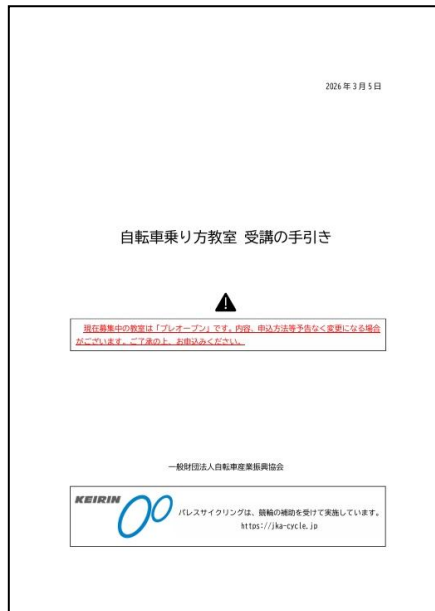 2026年3月5日
自転車乗り方教室 受講の手引き
現在募集中の教室は「プレオープン」です。内容、申込方法等予告なく変更になる場合
がございます。ご了承の上、お申込みください。
一般財団法人自転車産業振興協会
KEIRIN
パレスサイクリングは、競輪の補助を受けて実施しています。
https://jka-cycle.jp